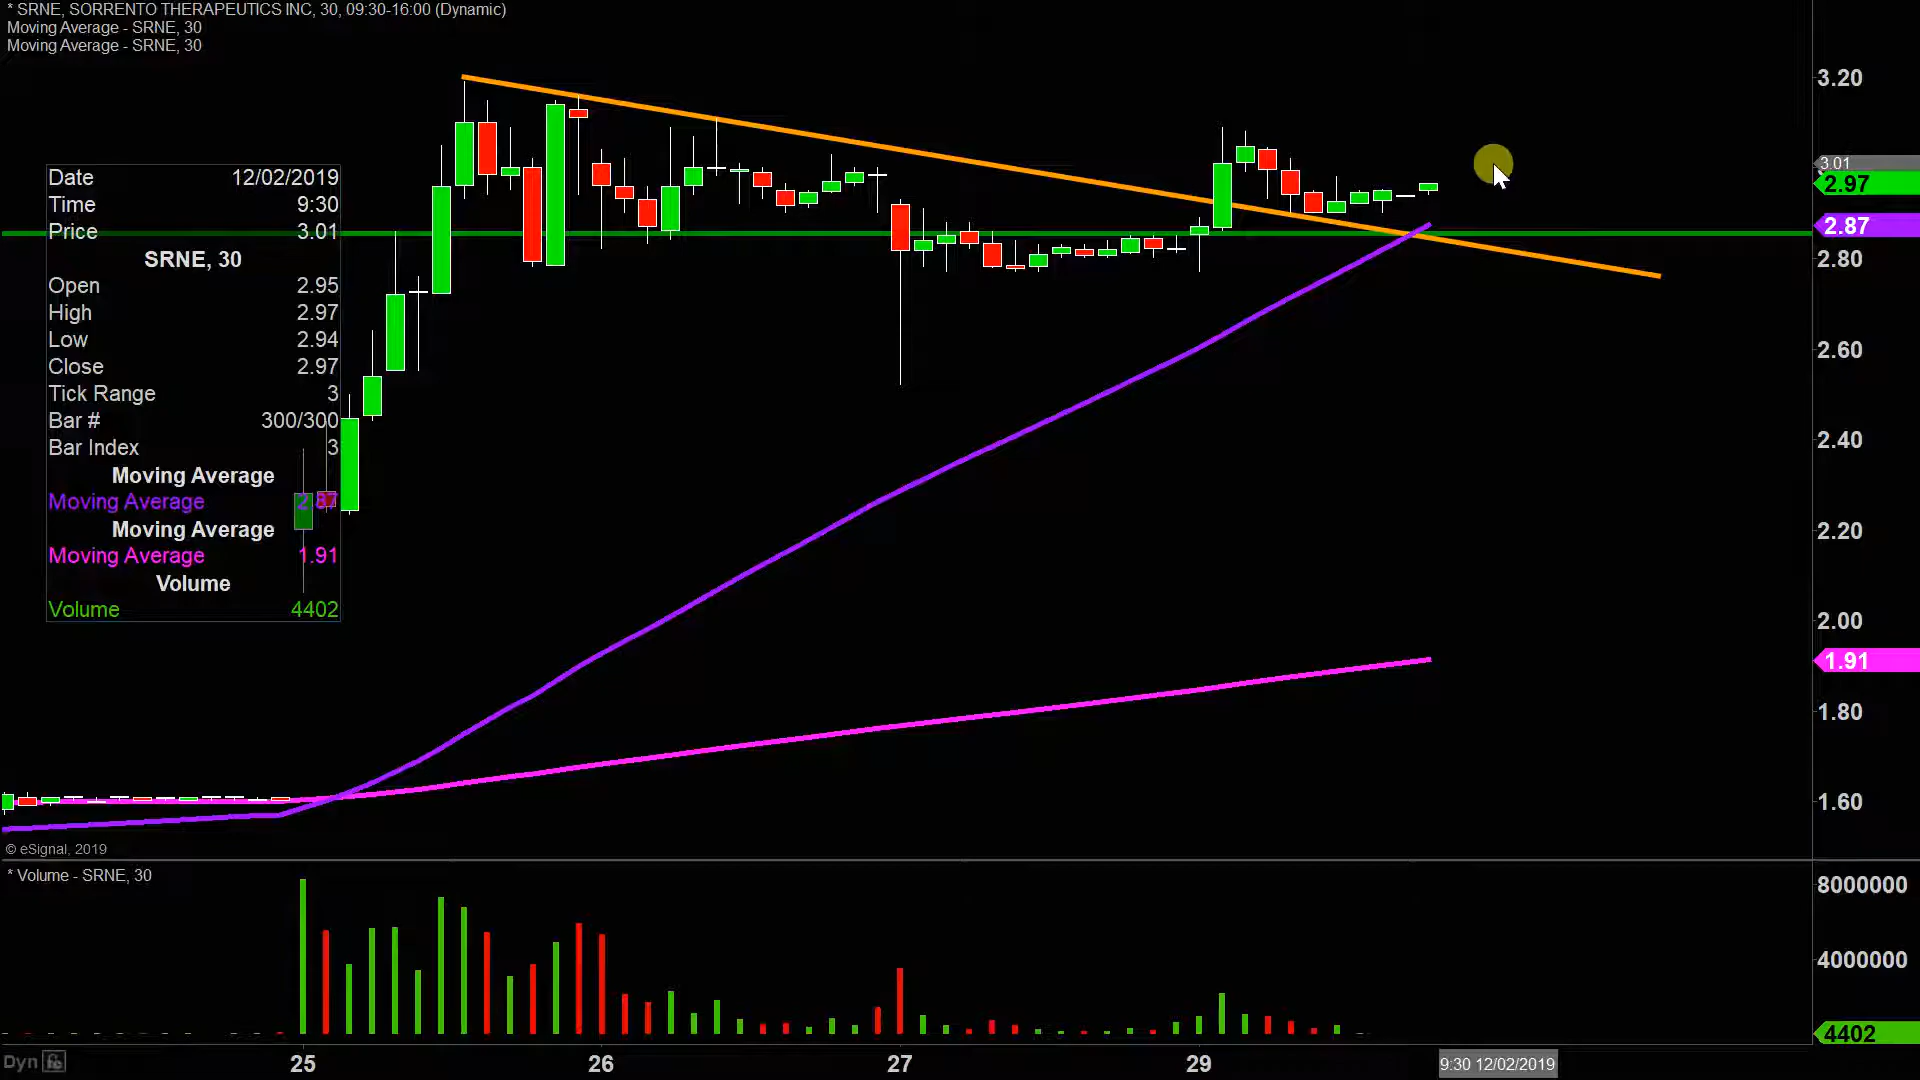 * SRNE, SORRENTO THERAPEUTICS INC, 30, 09:30-16:00 (Dynamic)
Moving Average - SRNE, 30
Moving Average - SRNE, 30
Date 12/02/2019
Time 9:30
Price 3.01
SRNE, 30
Open 2.95
High 2.97
Low 2.94
Close 2.97
Tick Range 3
Bar # 300/300
Bar Index 3
Moving Average
Moving Average 2.87
Moving Average
Moving Average 1.91
Volume
Volume 4402
3.20
3.01
2.97
2.87
2.80
2.60
2.40
2.20
2.00
1.91
1.80
1.60
© eSignal, 2019
* Volume - SRNE, 30
8000000
4000000
4402
Dyn
25 26 27 29 9:30 12/02/2019